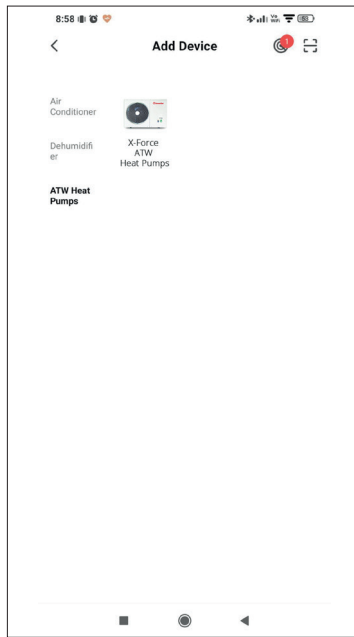 8:58
Add Device
1
Air
Conditioner
Dehumidifi
er
X-Force
ATW
Heat Pumps
ATW Heat
Pumps